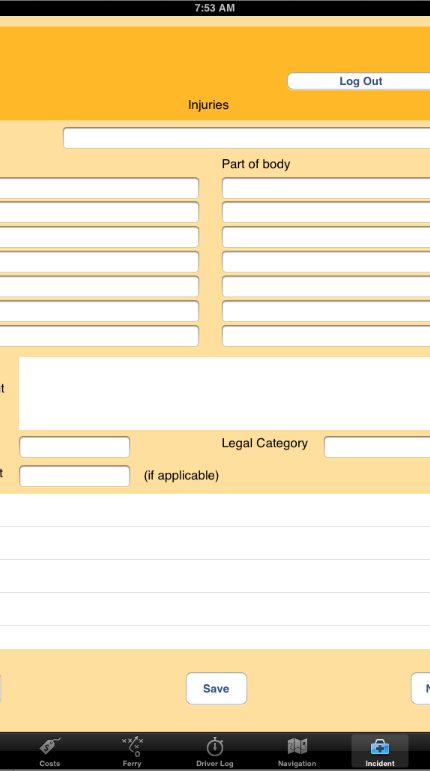 7:53 AM
Log Out
Injuries
Part of body
t
Legal Category
t
(if applicable)
Save
N
Costs
Ferry
Driver Log
Navigation
Incident